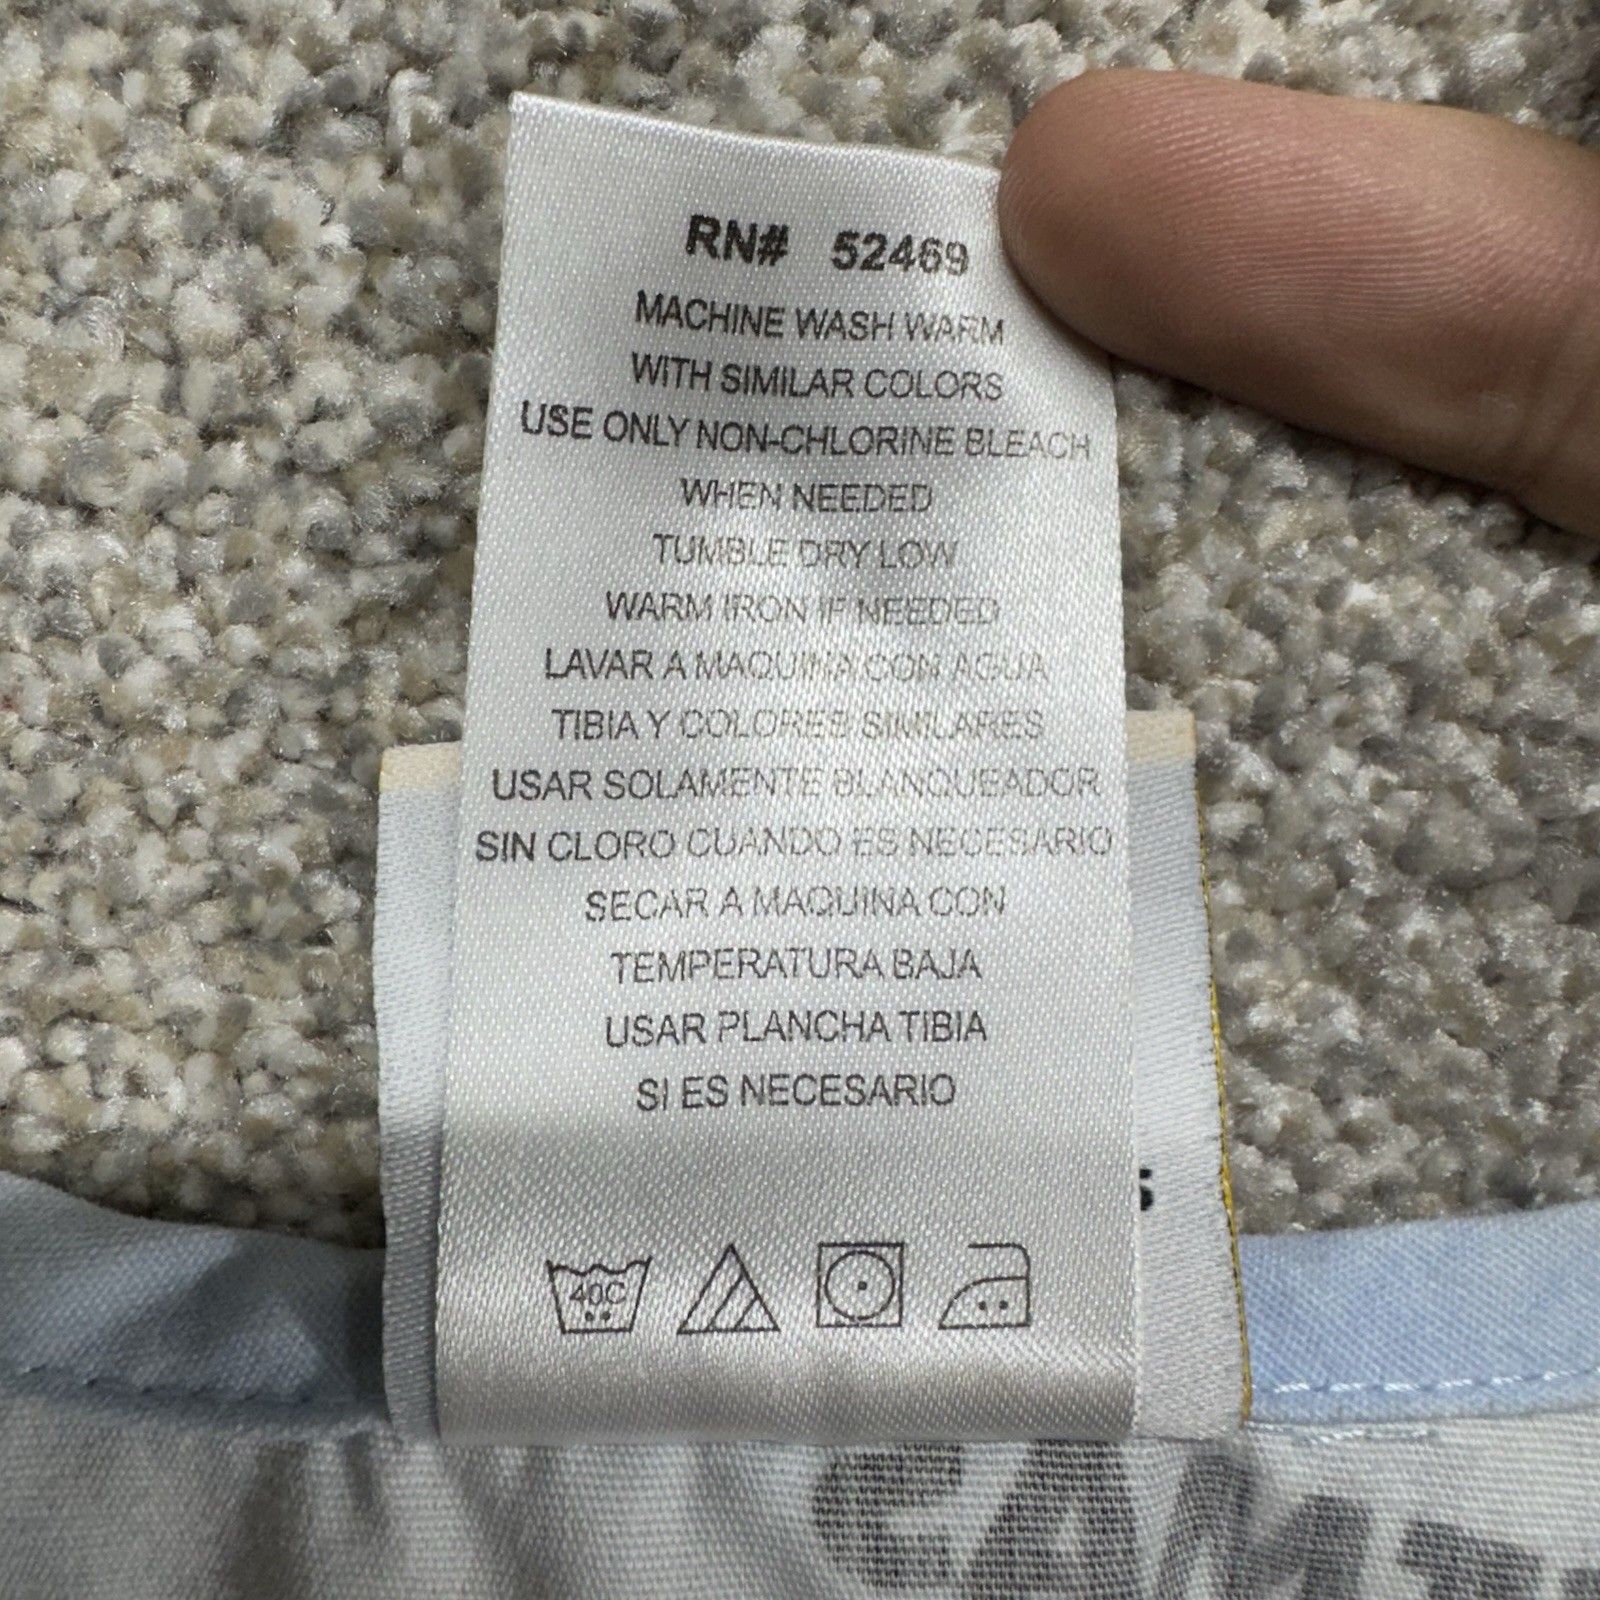 RN# 52469
MACHINE WASH WARM
WITH SIMILAR COLORS
USE ONLY NON-CHLORINE BLEACH
WHEN NEEDED
TUMBLE DRY LOW
WARM IRON IF NEEDED
LAVAR A MAQUINA CON AGUA
TIBIA Y COLORES SIMILARES
USAR SOLAMENTE BLANQUEADOR
SIN CLORO CUANDO ES NECESARIO
SECAR A MAQUINA CON
TEMPERATURA BAJA
USAR PLANCHA TIBIA
SI ES NECESARIO
40C